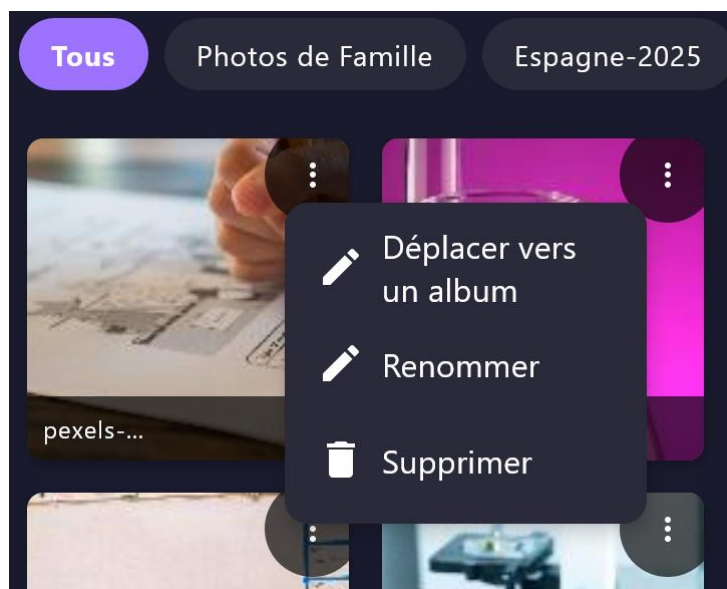 Tous
Photos de Famille
Espagne-2025
Déplacer vers
un album
Renommer
pexels-...
Supprimer